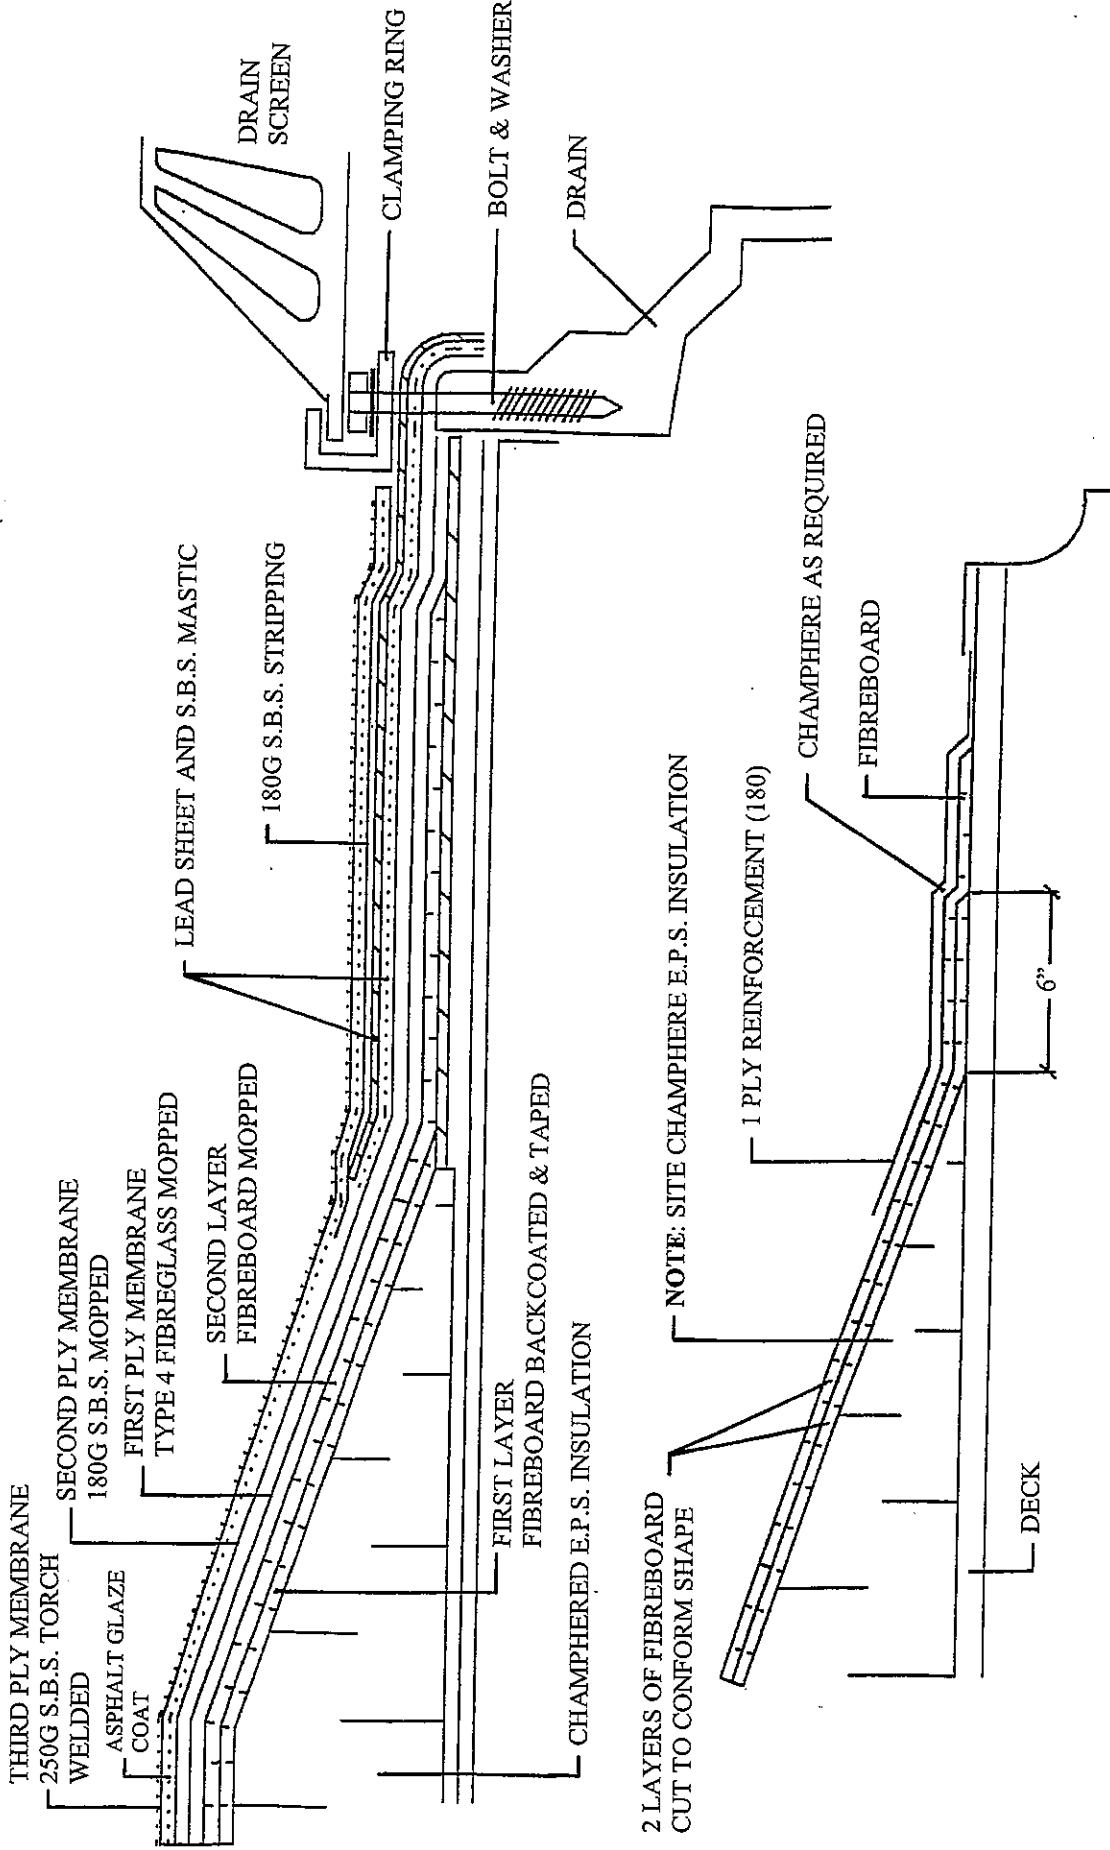 THIRD PLY MEMBRANE
250G S.B.S. TORCH
WELDED
ASPHALT GLAZE
COAT
SECOND PLY MEMBRANE
180G S.B.S. MOPPED
FIRST PLY MEMBRANE
TYPE 4 FIBREGLASS MOPPED
SECOND LAYER
FIBREBOARD MOPPED
LEAD SHEET AND S.B.S. MASTIC
180G S.B.S. STRIPPING
DRAIN
SCREEN
CLAMPING RING
BOLT & WASHER
DRAIN
FIRST LAYER
FIBREBOARD BACKCOATED & TAPED
CHAMPHERED E.P.S. INSULATION
2 LAYERS OF FIBREBOARD
CUT TO CONFORM SHAPE
NOTE: SITE CHAMPHERE E.P.S. INSULATION
1 PLY REINFORCEMENT (180)
CHAMPHERE AS REQUIRED
FIBREBOARD
6”
DECK